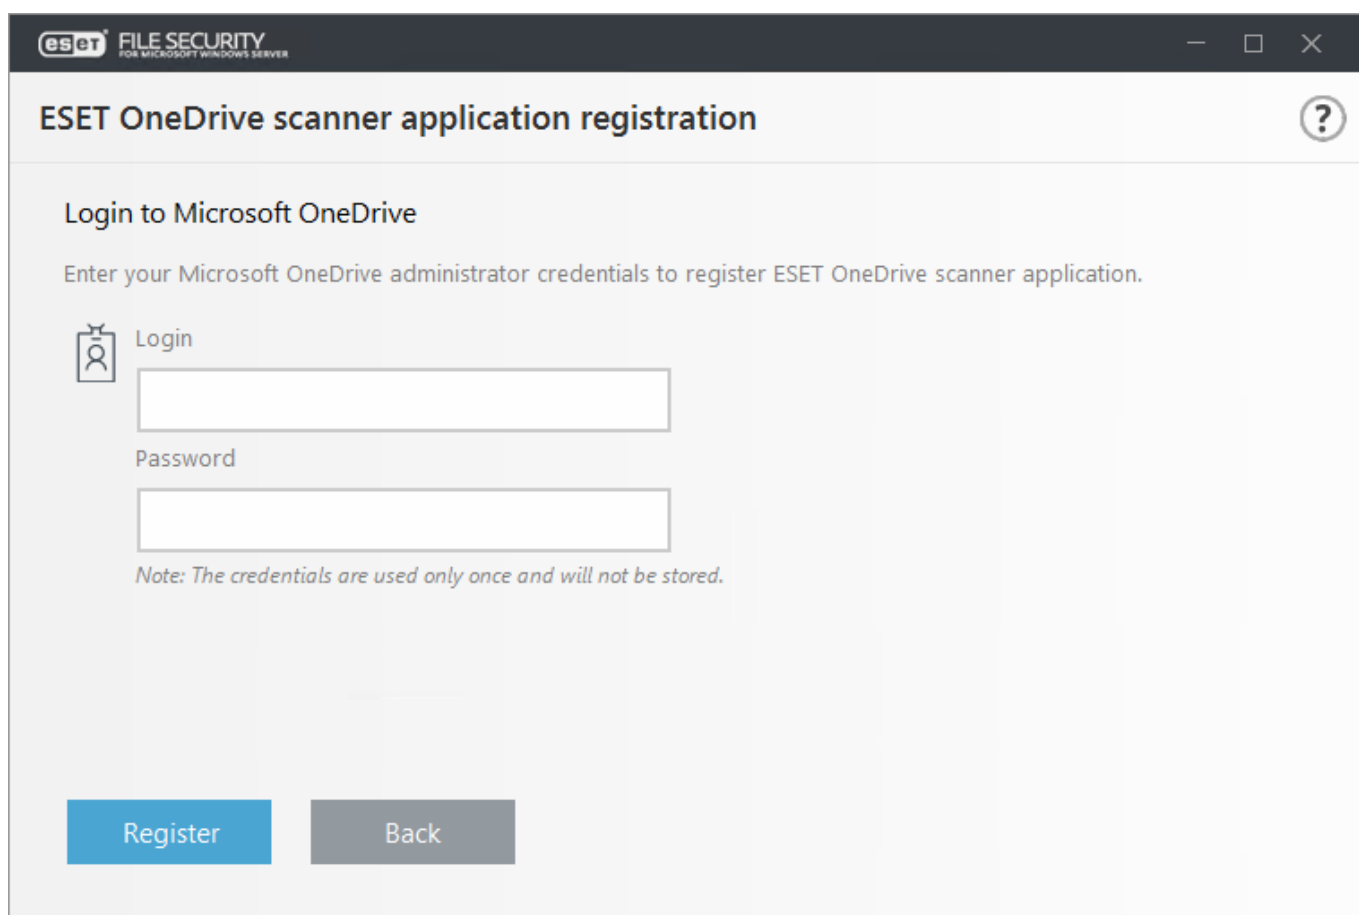 eset FILE SECURITY
FOR MICROSOFT WINDOWS SERVER
ESET OneDrive scanner application registration
?
Login to Microsoft OneDrive
Enter your Microsoft OneDrive administrator credentials to register ESET OneDrive scanner application.
Login
Password
Note: The credentials are used only once and will not be stored.
Register
Back